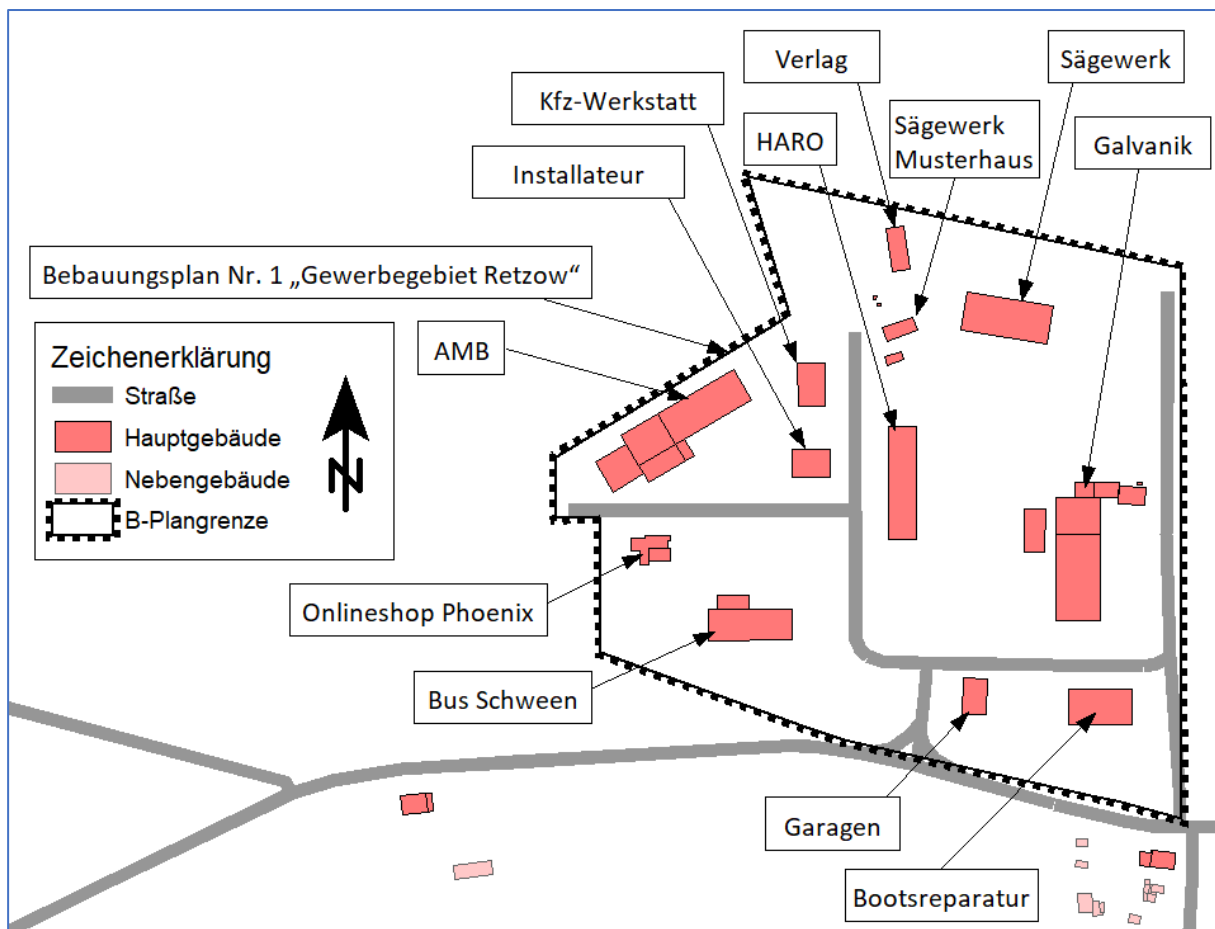 Verlag
Sägewerk
Kfz-Werkstatt
HARO
Sägewerk
Musterhaus
Galvanik
Installateur
Bebauungsplan Nr. 1 „Gewerbegebiet Retzow“
AMB
Zeichenerklärung
Straße
Hauptgebäude
Nebengebäude
B-Plangrenze
N
Onlineshop Phoenix
Bus Schween
Garagen
Bootsreparatur